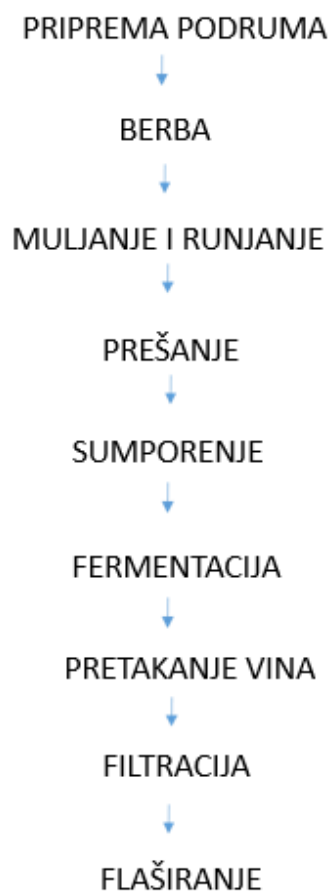 PRIPREMA PODRUMA
BERBA
MULJANJE I RUNJANJE
PREŠANJE
SUMPORENJE
FERMENTACIJA
PRETAKANJE VINA
FILTRACIJA
FLAŠIRANJE